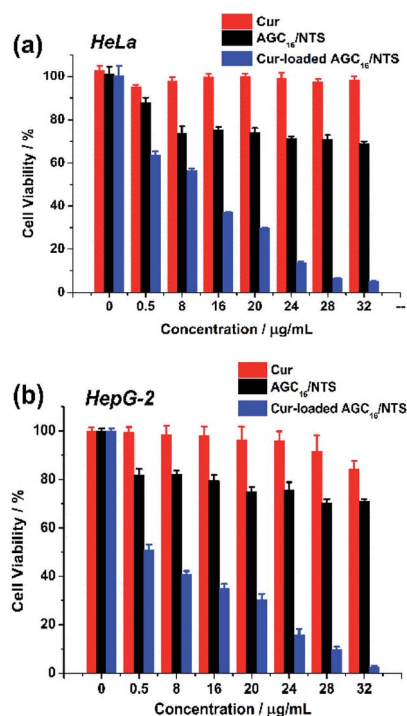 (a)
HeLa
Cur
AGC₁₆/NTS
Cur-loaded AGC₁₆/NTS
Cell Viability / %
100
80
60
40
20
0
0 0.5 8 16 20 24 28 32 --
Concentration / μg/mL
(b)
HepG-2
Cur
AGC₁₆/NTS
Cur-loaded AGC₁₆/NTS
Cell Viability / %
100
80
60
40
20
0
0 0.5 8 16 20 24 28 32
Concentration / μg/mL